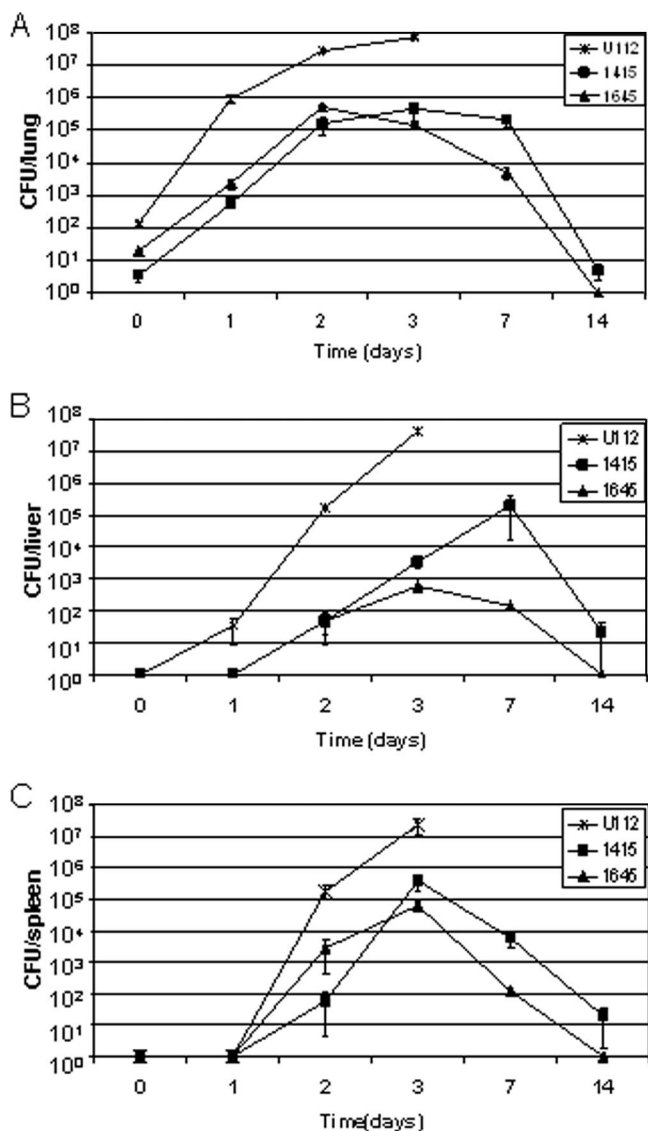 A
CFU/lung
10⁸
10⁷
10⁶
10⁵
10⁴
10³
10²
10¹
10⁰
U112
1415
1645
0 1 2 3 7 14
Time (days)
B
CFU/liver
10⁸
10⁷
10⁶
10⁵
10⁴
10³
10²
10¹
10⁰
U112
1415
1645
0 1 2 3 7 14
Time (days)
C
CFU/spleen
10⁸
10⁷
10⁶
10⁵
10⁴
10³
10²
10¹
10⁰
U112
1415
1645
0 1 2 3 7 14
Time(days)